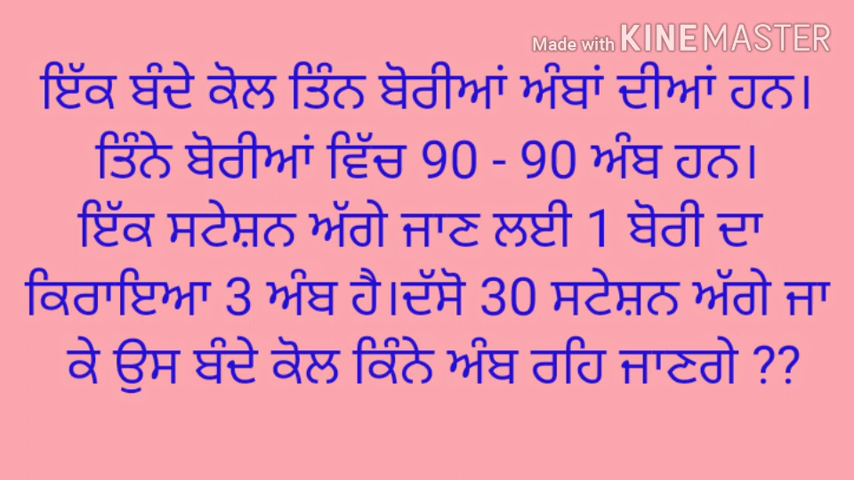 Made with KINEMASTER
ਇੱਕ ਬੰਦੇ ਕੋਲ ਤਿੰਨ ਬੋਰੀਆਂ ਅੰਬਾਂ ਦੀਆਂ ਹਨ।
ਤਿੰਨੇ ਬੋਰੀਆਂ ਵਿੱਚ 90 - 90 ਅੰਬ ਹਨ।
ਇੱਕ ਸਟੇਸ਼ਨ ਅੱਗੇ ਜਾਣ ਲਈ 1 ਬੋਰੀ ਦਾ
ਕਿਰਾਇਆ 3 ਅੰਬ ਹੈ।ਦੱਸੋ 30 ਸਟੇਸ਼ਨ ਅੱਗੇ ਜਾ
ਕੇ ਉਸ ਬੰਦੇ ਕੋਲ ਕਿੰਨੇ ਅੰਬ ਰਹਿ ਜਾਣਗੇ ??